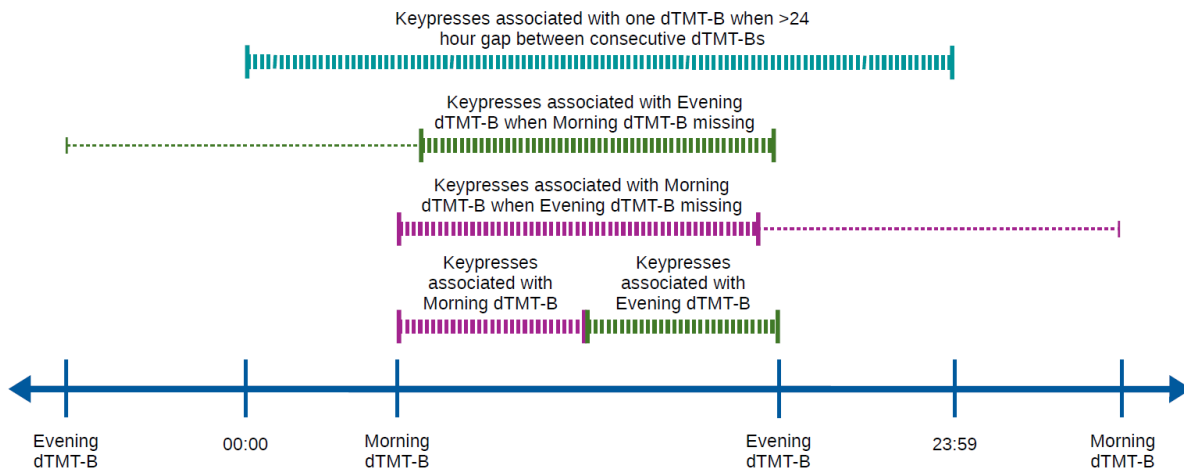 Keypresses associated with one dTMT-B when >24
hour gap between consecutive dTMT-Bs
Keypresses associated with Evening
dTMT-B when Morning dTMT-B missing
Keypresses associated with Morning
dTMT-B when Evening dTMT-B missing
Keypresses
associated with
Morning dTMT-B
Keypresses
associated with
Evening dTMT-B
Evening
dTMT-B
00:00
Morning
dTMT-B
Evening
dTMT-B
23:59
Morning
dTMT-B